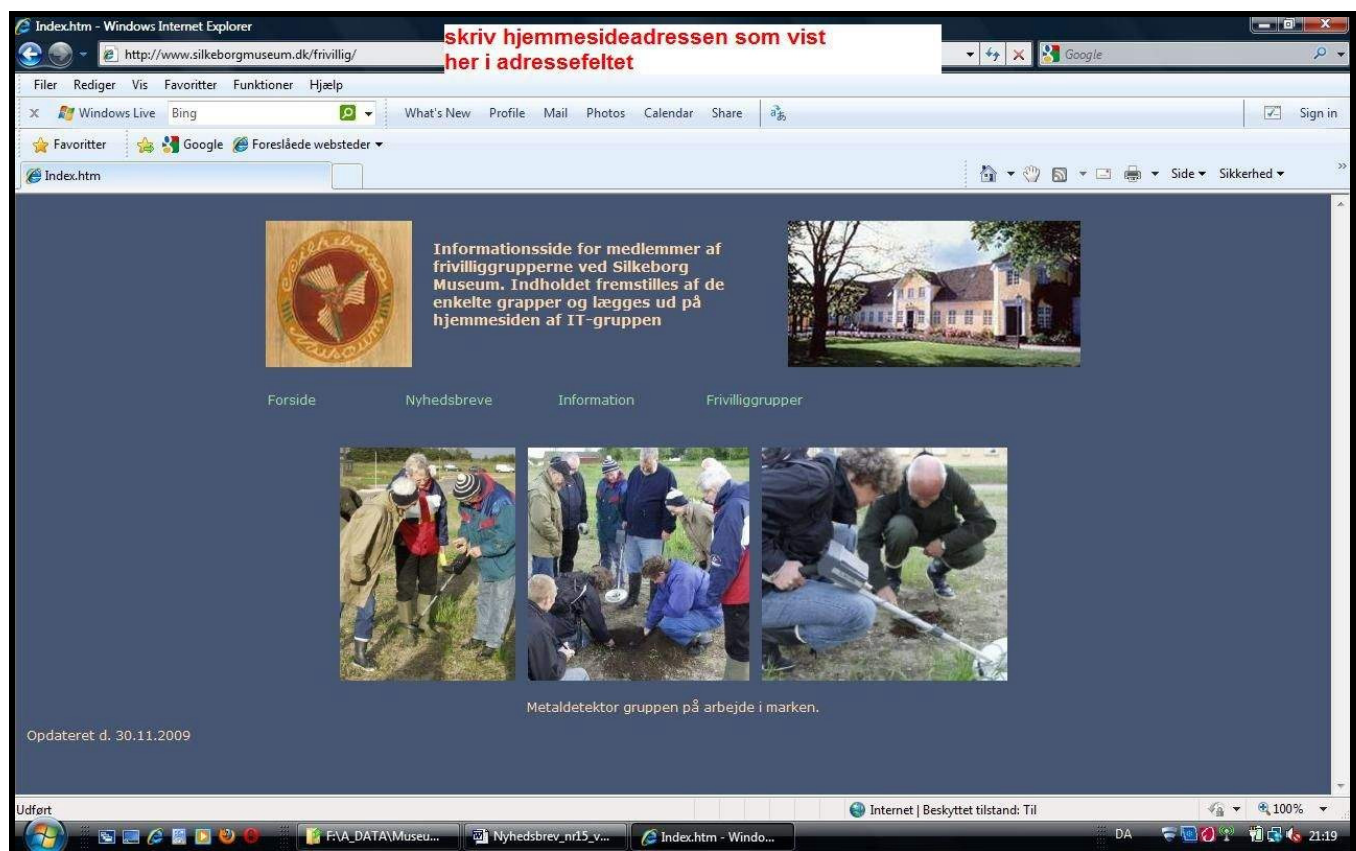 Index.htm - Windows Internet Explorer
skriv hjemmesideadressen som vist
her i adressefeltet
http://www.silkeborgmuseum.dk/frivillig/
Google
Filer Rediger Vis Favoritter Funktioner Hjælp
x Windows Live Bing What's New Profile Mail Photos Calendar Share Sign in
Favoritter Google Foreslåede websteder
Index.htm
Side Sikkerhed
Silkeborg
Museum
Informationsside for medlemmer af
frivilliggrupperne ved Silkeborg
Museum. Indholdet fremstilles af de
enkelte grapper og lægges ud på
hjemmesiden af IT-gruppen
Forside Nyhedsbreve Information Frivilliggrupper
Metaldetektor gruppen på arbejde i marken.
Opdateret d. 30.11.2009
Udført
Internet | Beskyttet tilstand: Til
100%
F:\A_DATA\Museu... Nyhedsbrev_nr15_v... Index.htm - Windo... DA 21:19